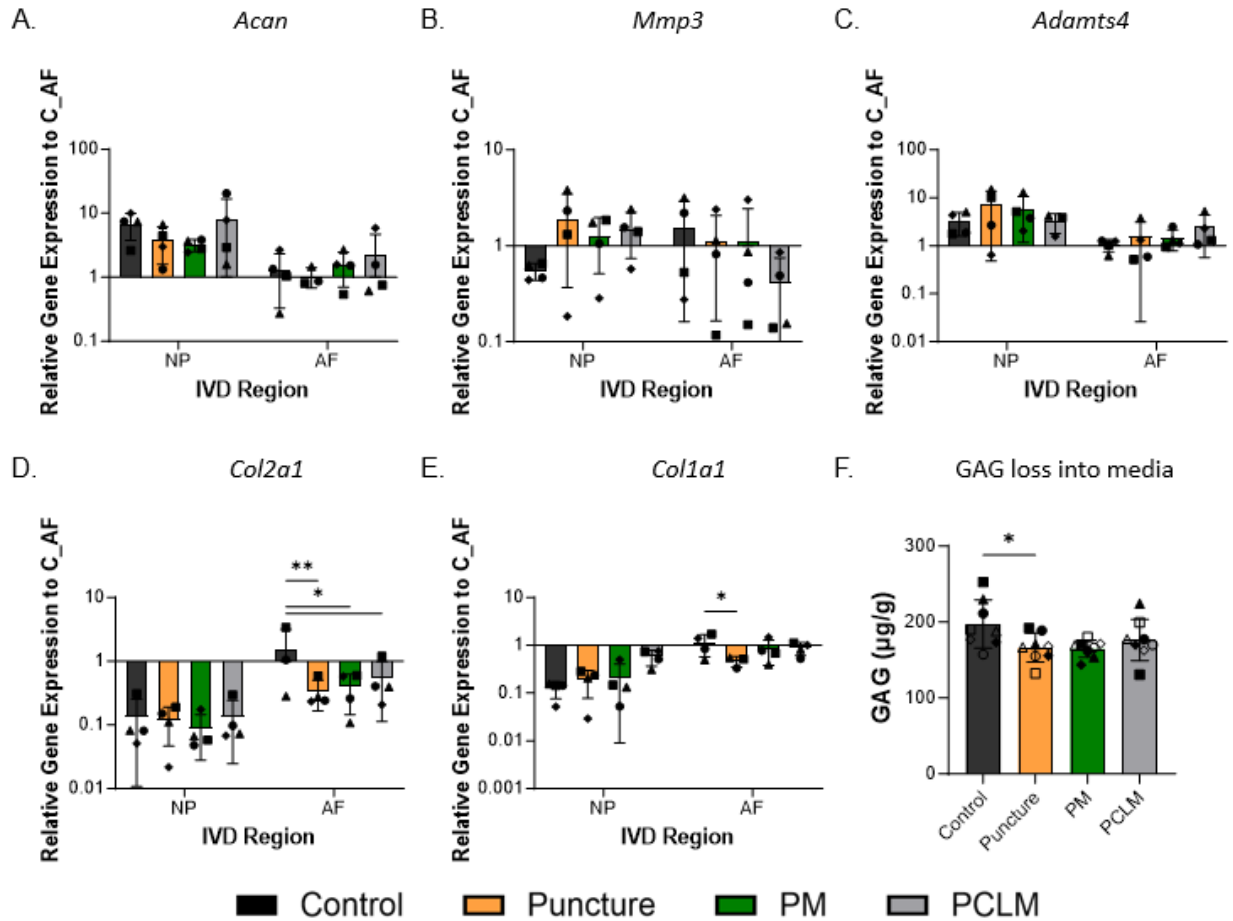 A. Acan
Relative Gene Expression to C_AF
100
10
1
0.1
NP AF
IVD Region
B. Mmp3
Relative Gene Expression to C_AF
10
1
0.1
NP AF
IVD Region
C. Adamts4
Relative Gene Expression to C_AF
100
10
1
0.1
0.01
NP AF
IVD Region
D. Col2a1
Relative Gene Expression to C_AF
10
1
0.1
0.01
**
*
NP AF
IVD Region
E. Col1a1
Relative Gene Expression to C_AF
10
1
0.1
0.01
0.001
*
NP AF
IVD Region
F. GAG loss into media
GAG (µg/g)
300
200
100
0
*
Control Puncture PM PCLM
Control Puncture PM PCLM